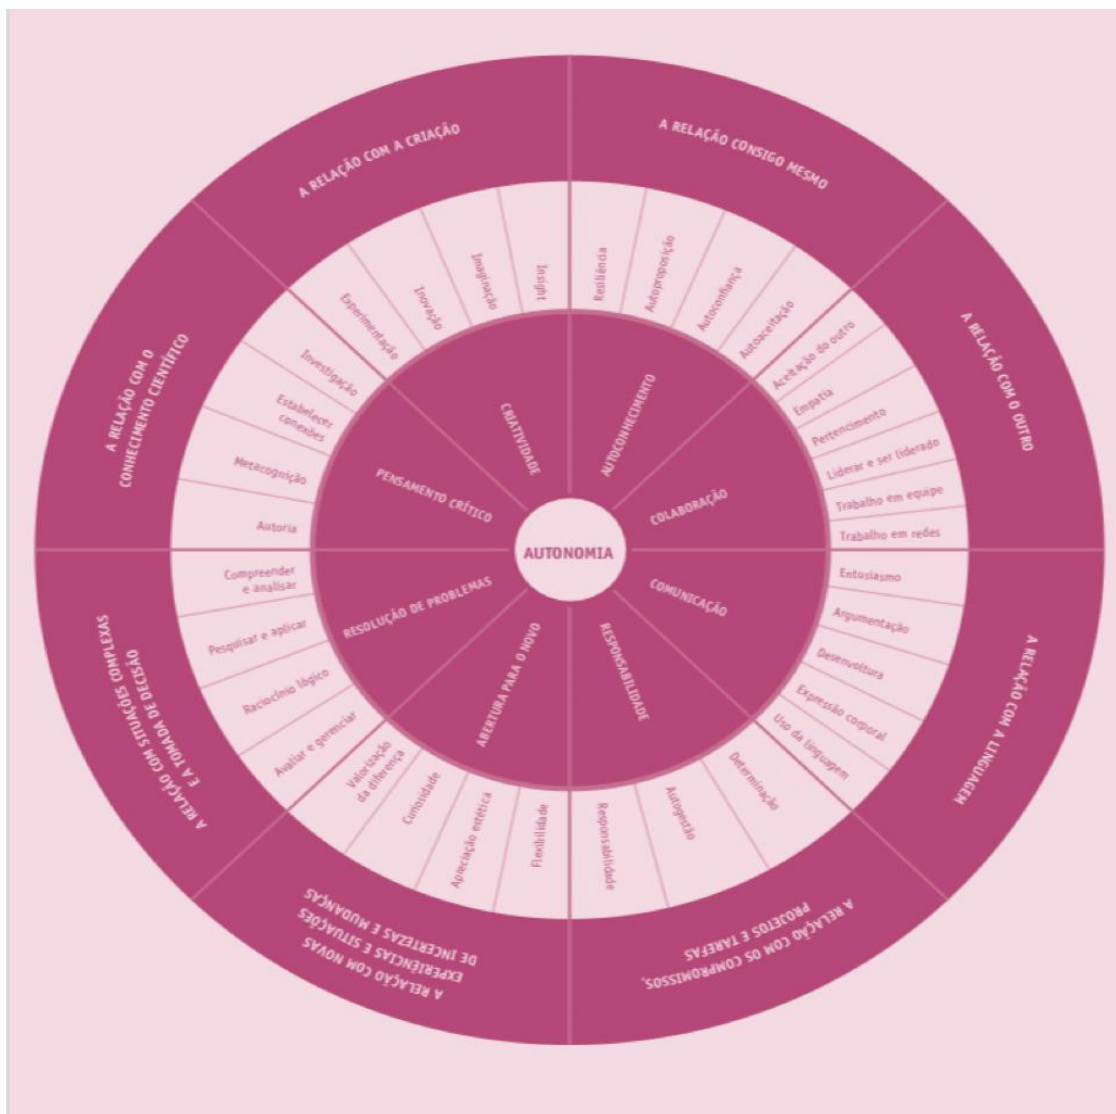 A RELAÇÃO COM A CRIAÇÃO
A RELAÇÃO CONSIGO MESMO
A RELAÇÃO COM O OUTRO
A RELAÇÃO COM A LINGUAGEM
A RELAÇÃO COM OS COMPROMISSOS,
PROJETOS E TAREFAS
A RELAÇÃO COM NOVAS
EXPERIÊNCIAS E SITUAÇÕES
DE INCERTEZAS E MUDANÇAS
A RELAÇÃO COM SITUAÇÕES COMPLEXAS
E A TOMADA DE DECISÃO
A RELAÇÃO COM O
CONHECIMENTO CIENTÍFICO
Experimentação
Inovação
Imaginação
Insight
Resiliência
Autoproposição
Autoconfiança
Autoaceitação
Aceitação do outro
Empatia
Pertencimento
Liderar e ser liderado
Trabalho em equipe
Trabalho em redes
Entusiasmo
Argumentação
Desenvoltura
Expressão corporal
Uso da linguagem
Determinação
Autogestão
Responsabilidade
Flexibilidade
Apreciação estética
Curiosidade
Valorização
da diferença
Avaliar e gerenciar
Raciocínio lógico
Pesquisar e aplicar
Compreender
e analisar
Autoria
Metacognição
Estabelecer
conexões
Investigação
CRIATIVIDADE
AUTOCONHECIMENTO
COLABORAÇÃO
COMUNICAÇÃO
RESPONSABILIDADE
ABERTURA PARA O NOVO
RESOLUÇÃO DE PROBLEMAS
PENSAMENTO CRÍTICO
AUTONOMIA